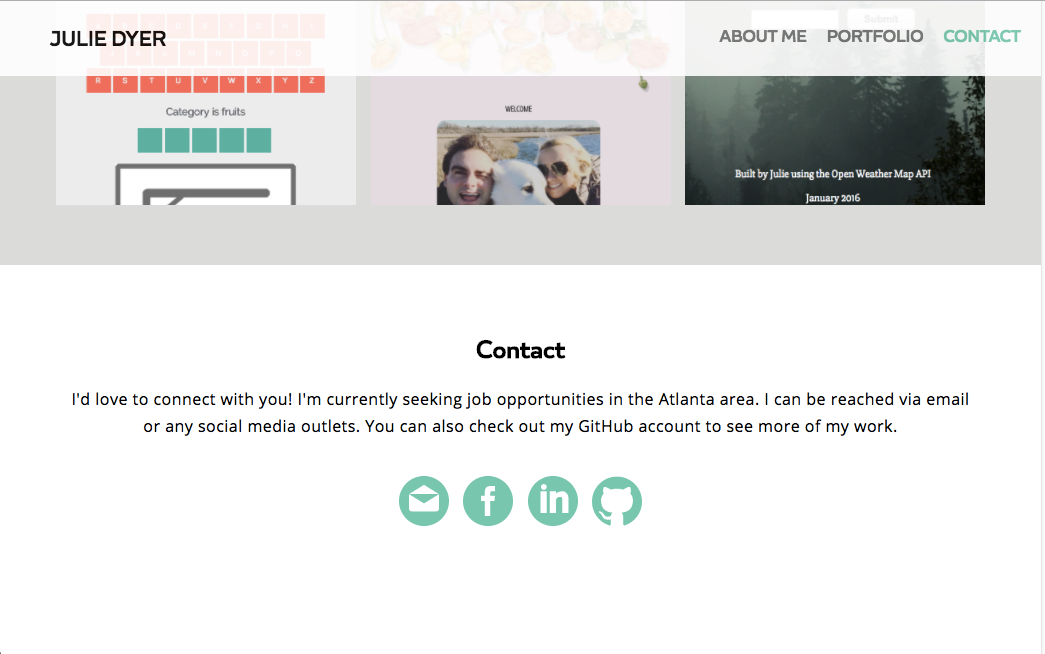 JULIE DYER
ABOUT ME PORTFOLIO CONTACT
Submit
R S T U V W X Y Z
Category is fruits
WELCOME
Built by Julie using the Open Weather Map API
January 2016
Contact
I'd love to connect with you! I'm currently seeking job opportunities in the Atlanta area. I can be reached via email
or any social media outlets. You can also check out my GitHub account to see more of my work.
f in